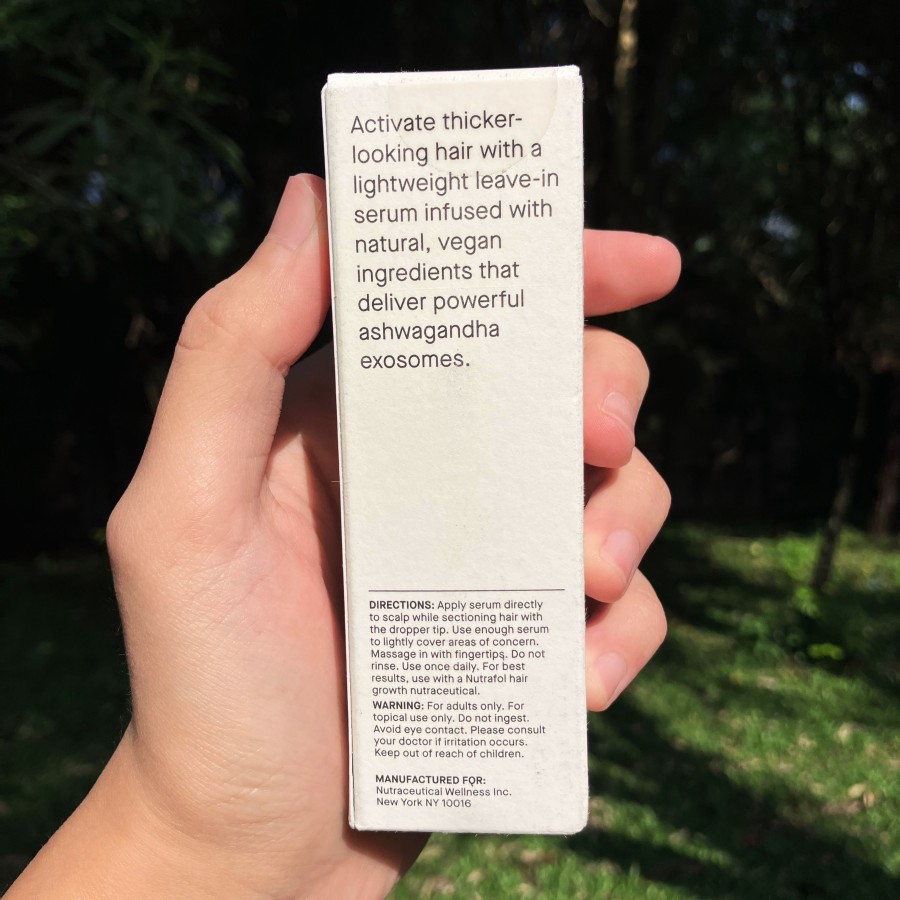 Activate thicker-
looking hair with a
lightweight leave-in
serum infused with
natural, vegan
ingredients that
deliver powerful
ashwagandha
exosomes.
DIRECTIONS: Apply serum directly
to scalp while sectioning hair with
the dropper tip. Use enough serum
to lightly cover areas of concern.
Massage in with fingertips. Do not
rinse. Use once daily. For best
results, use with a Nutrafol hair
growth nutraceutical.
WARNING: For adults only. For
topical use only. Do not ingest.
Avoid eye contact. Please consult
your doctor if irritation occurs.
Keep out of reach of children.
MANUFACTURED FOR:
Nutraceutical Wellness Inc.
New York NY 10016